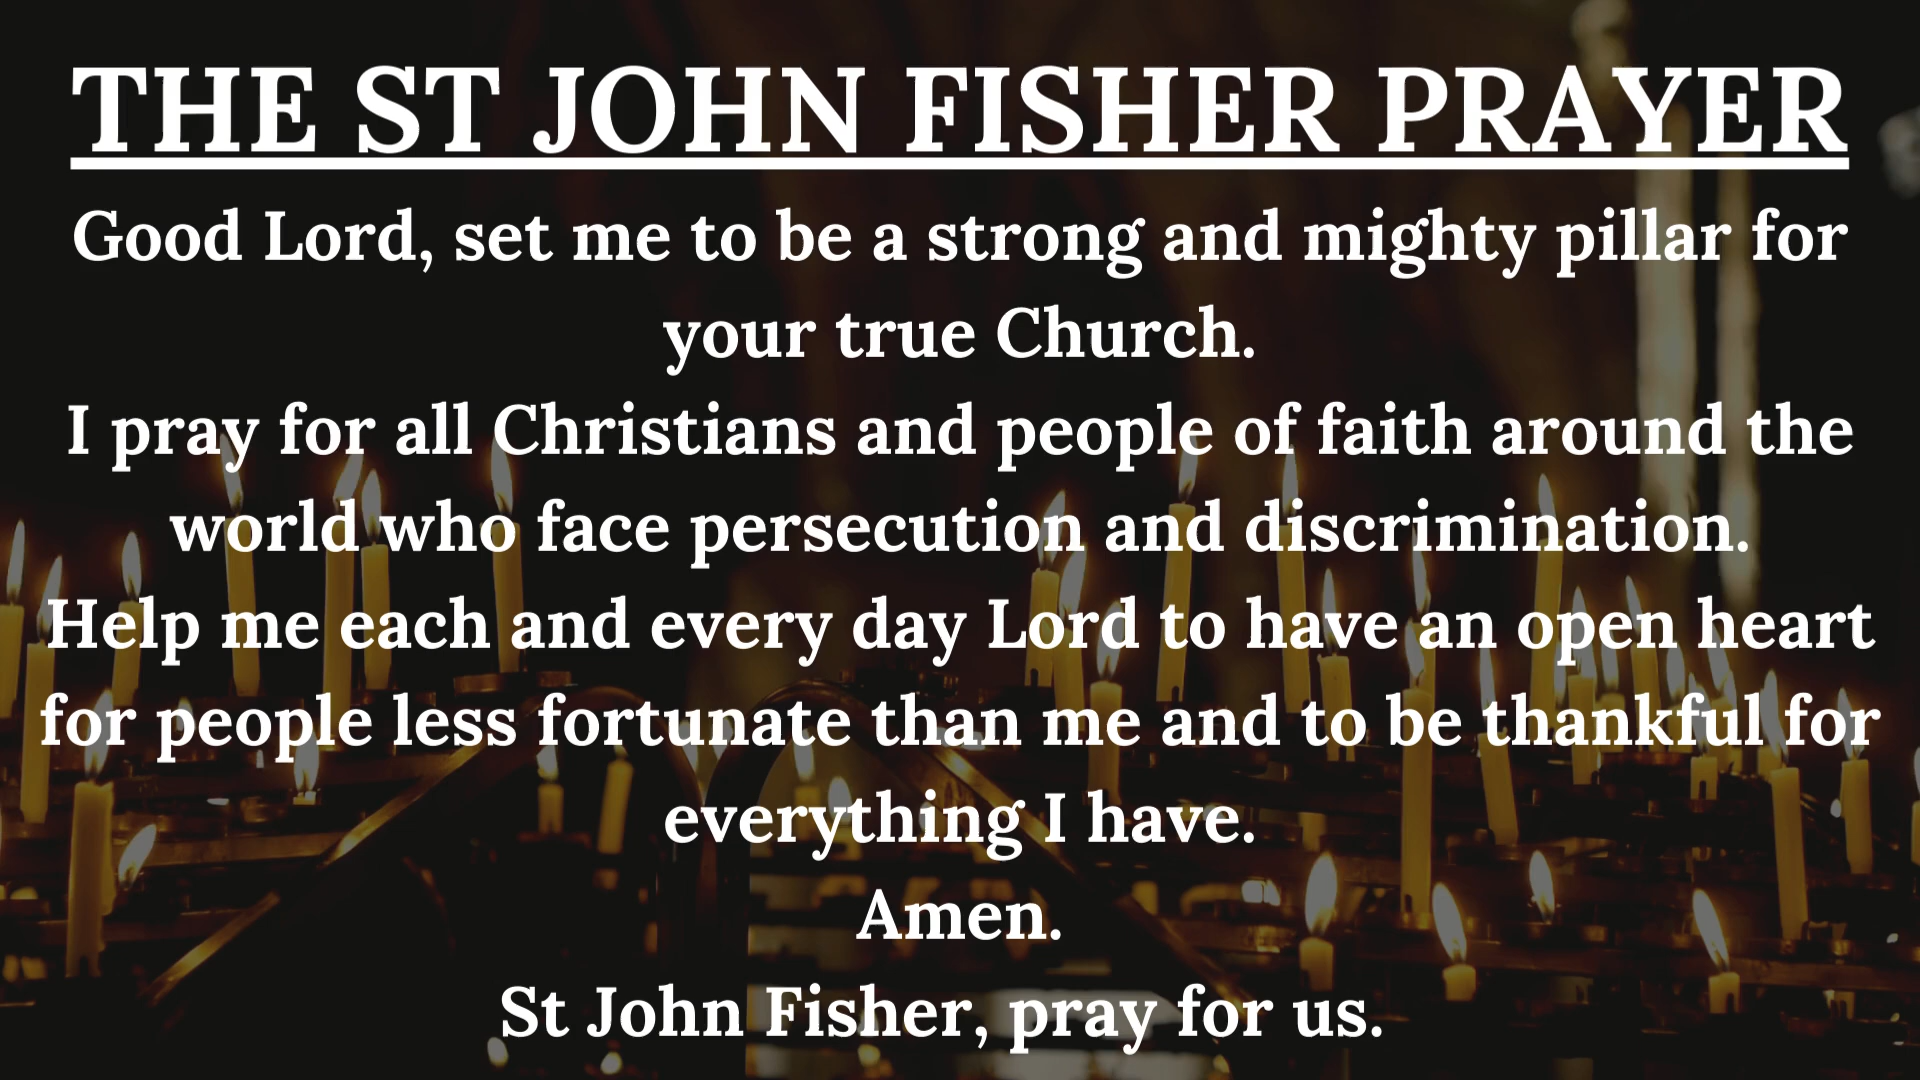 THE ST JOHN FISHER PRAYER
Good Lord, set me to be a strong and mighty pillar for
your true Church.
I pray for all Christians and people of faith around the
world who face persecution and discrimination.
Help me each and every day Lord to have an open heart
for people less fortunate than me and to be thankful for
everything I have.
Amen.
St John Fisher, pray for us.